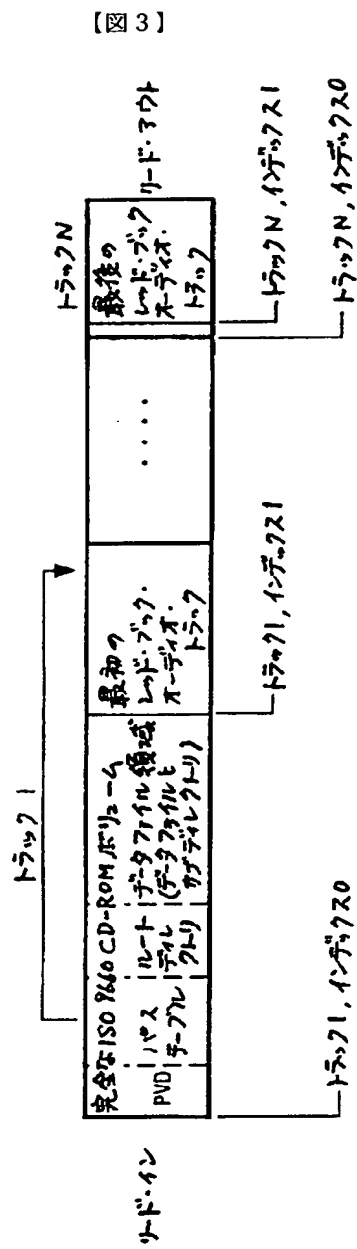 【図3】
トラック1
トラックN
リード・イン
完全なISO 9660 CD-ROMボリューム
PVD
パス
テーブル
ルート
ディレ
クトリ
データファイル領域
(データファイルと
サブディレクトリ)
最初の
レッド・ブック・
オーディオ・
トラック
・・・・
最後の
レッド・ブック
オーディオ・
トラック
リード・アウト
トラック1,インデックス0
トラック1,インデックス1
トラックN,インデックス1
トラックN,インデックス0